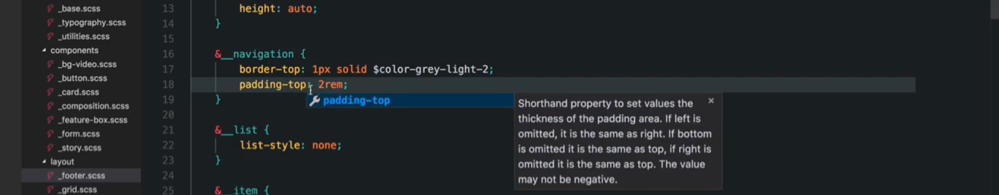 _base.scss
_typography.scss
_utilities.scss
components
_bg-video.scss
_button.scss
_card.scss
_composition.scss
_feature-box.scss
_form.scss
_story.scss
layout
_footer.scss
_grid.scss
13 height: auto;
14 }
15
16 &__navigation {
17 border-top: 1px solid $color-grey-light-2;
18 padding-top: 2rem;
19 }
20
21 &__list {
22 list-style: none;
23 }
24
25 &__item {
padding-top
Shorthand property to set values the
thickness of the padding area. If left is
omitted, it is the same as right. If bottom
is omitted it is the same as top, if right is
omitted it is the same as top. The value
may not be negative.